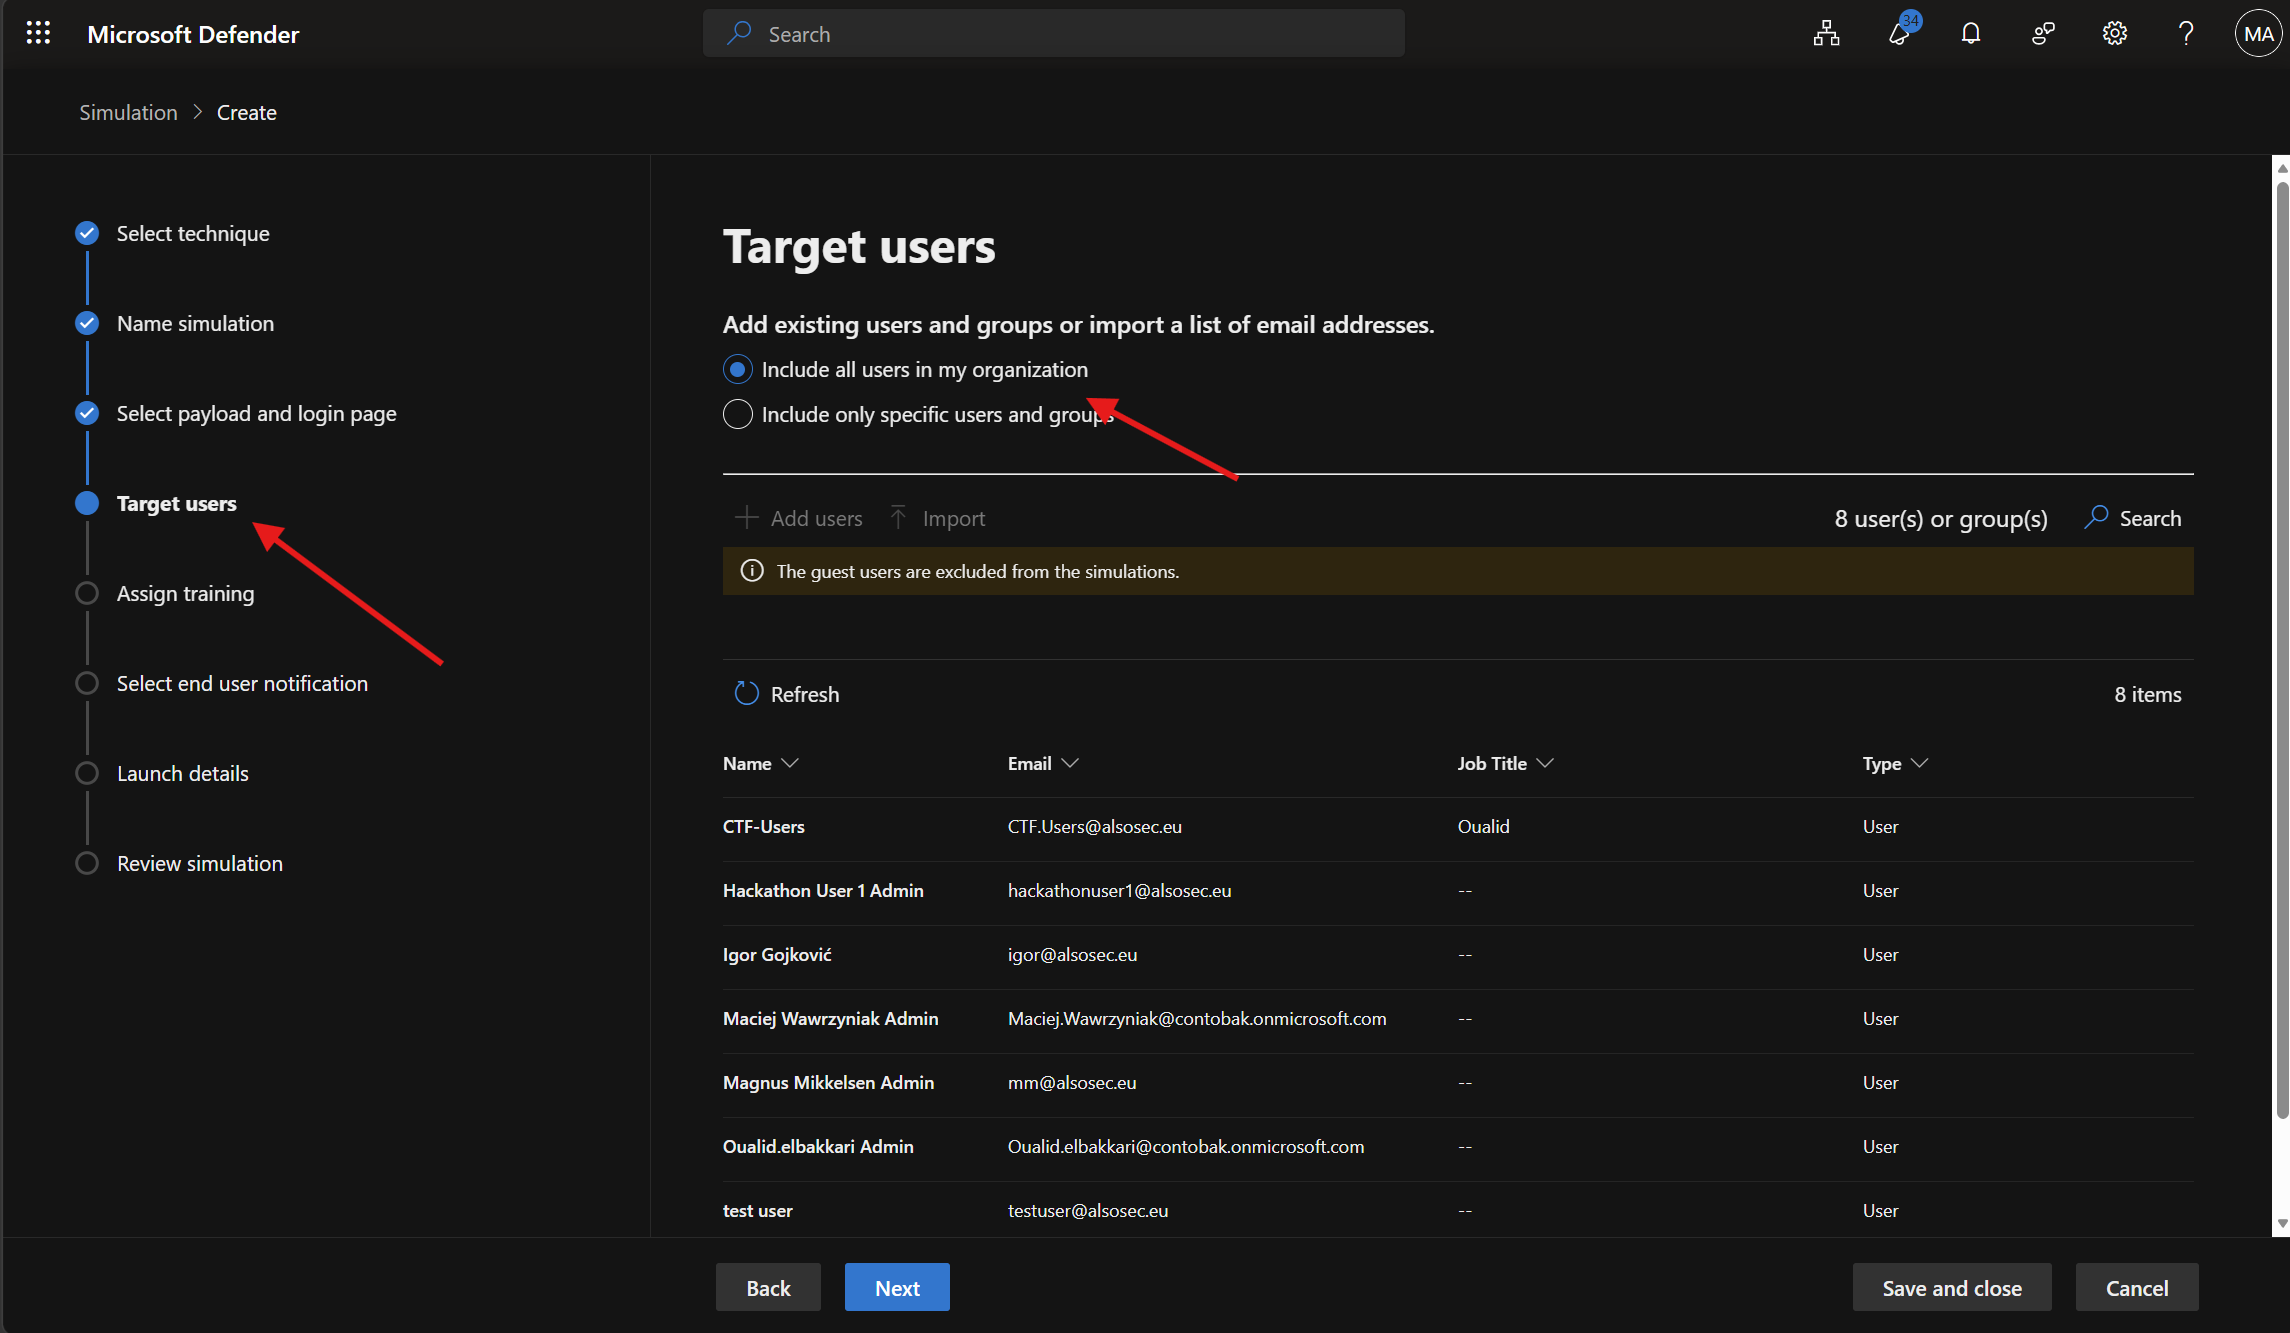 Microsoft Defender
Search
34
MA
Simulation > Create
Select technique
Name simulation
Select payload and login page
Target users
Assign training
Select end user notification
Launch details
Review simulation
Target users
Add existing users and groups or import a list of email addresses.
Include all users in my organization
Include only specific users and groups
Add users Import 8 user(s) or group(s) Search
The guest users are excluded from the simulations.
Refresh 8 items
Name Email Job Title Type
CTF-Users CTF.Users@alsosec.eu Oualid User
Hackathon User 1 Admin hackathonuser1@alsosec.eu -- User
Igor Gojković igor@alsosec.eu -- User
Maciej Wawrzyniak Admin Maciej.Wawrzyniak@contobak.onmicrosoft.com -- User
Magnus Mikkelsen Admin mm@alsosec.eu -- User
Oualid.elbakkari Admin Oualid.elbakkari@contobak.onmicrosoft.com -- User
test user testuser@alsosec.eu -- User
Back Next Save and close Cancel